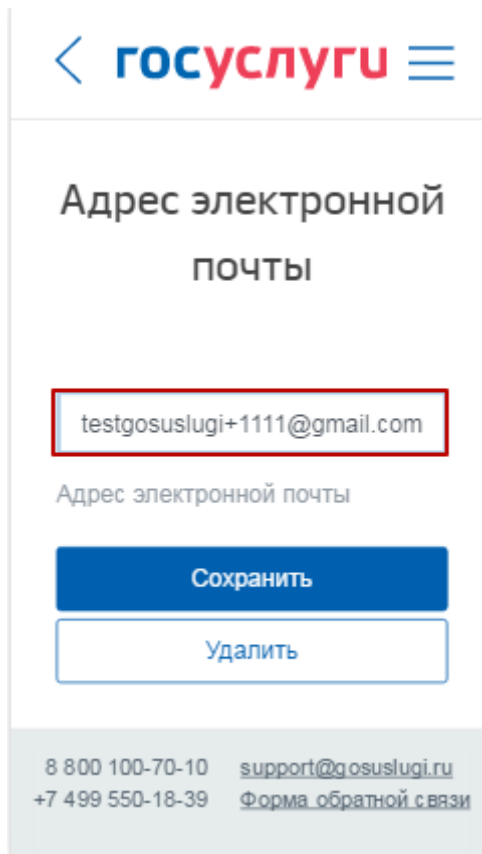 госуслуги
Адрес электронной
почты
testgosuslugi+1111@gmail.com
Адрес электронной почты
Сохранить
Удалить
8 800 100-70-10 support@gosuslugi.ru
+7 499 550-18-39 Форма обратной связи